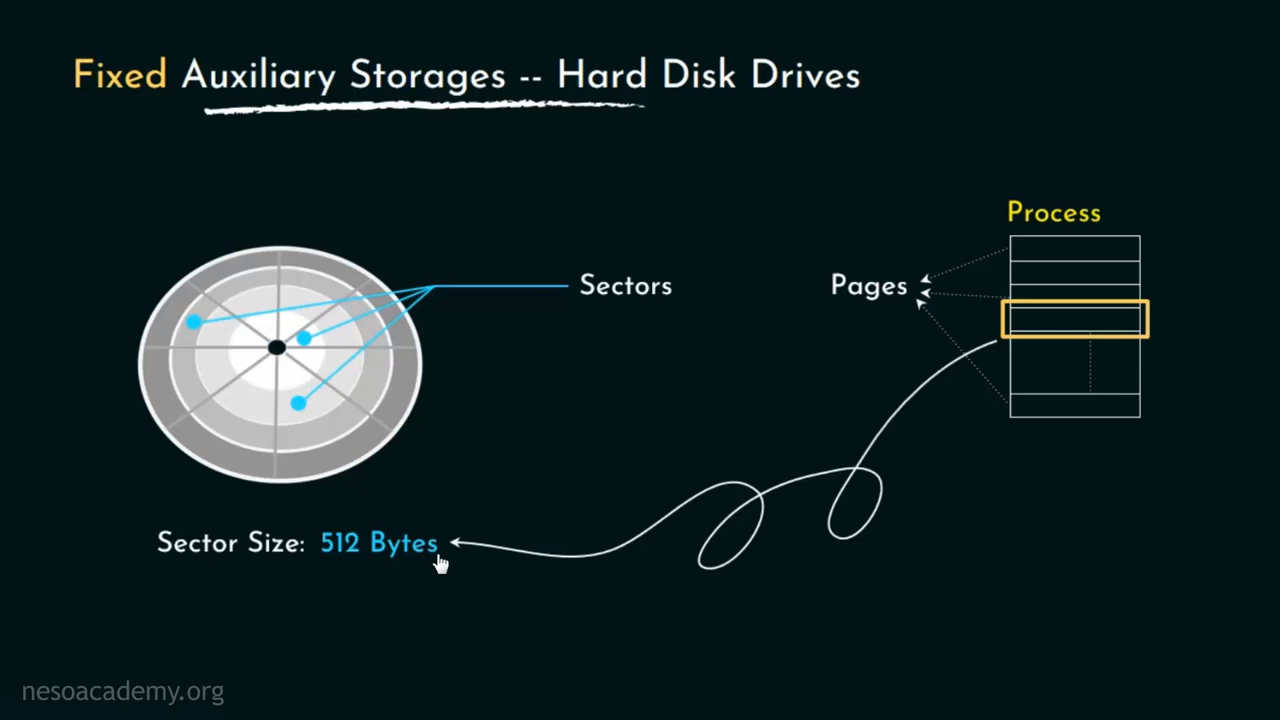 Fixed Auxiliary Storages -- Hard Disk Drives
Process
Sectors
Pages
Sector Size: 512 Bytes
nesoacademy.org